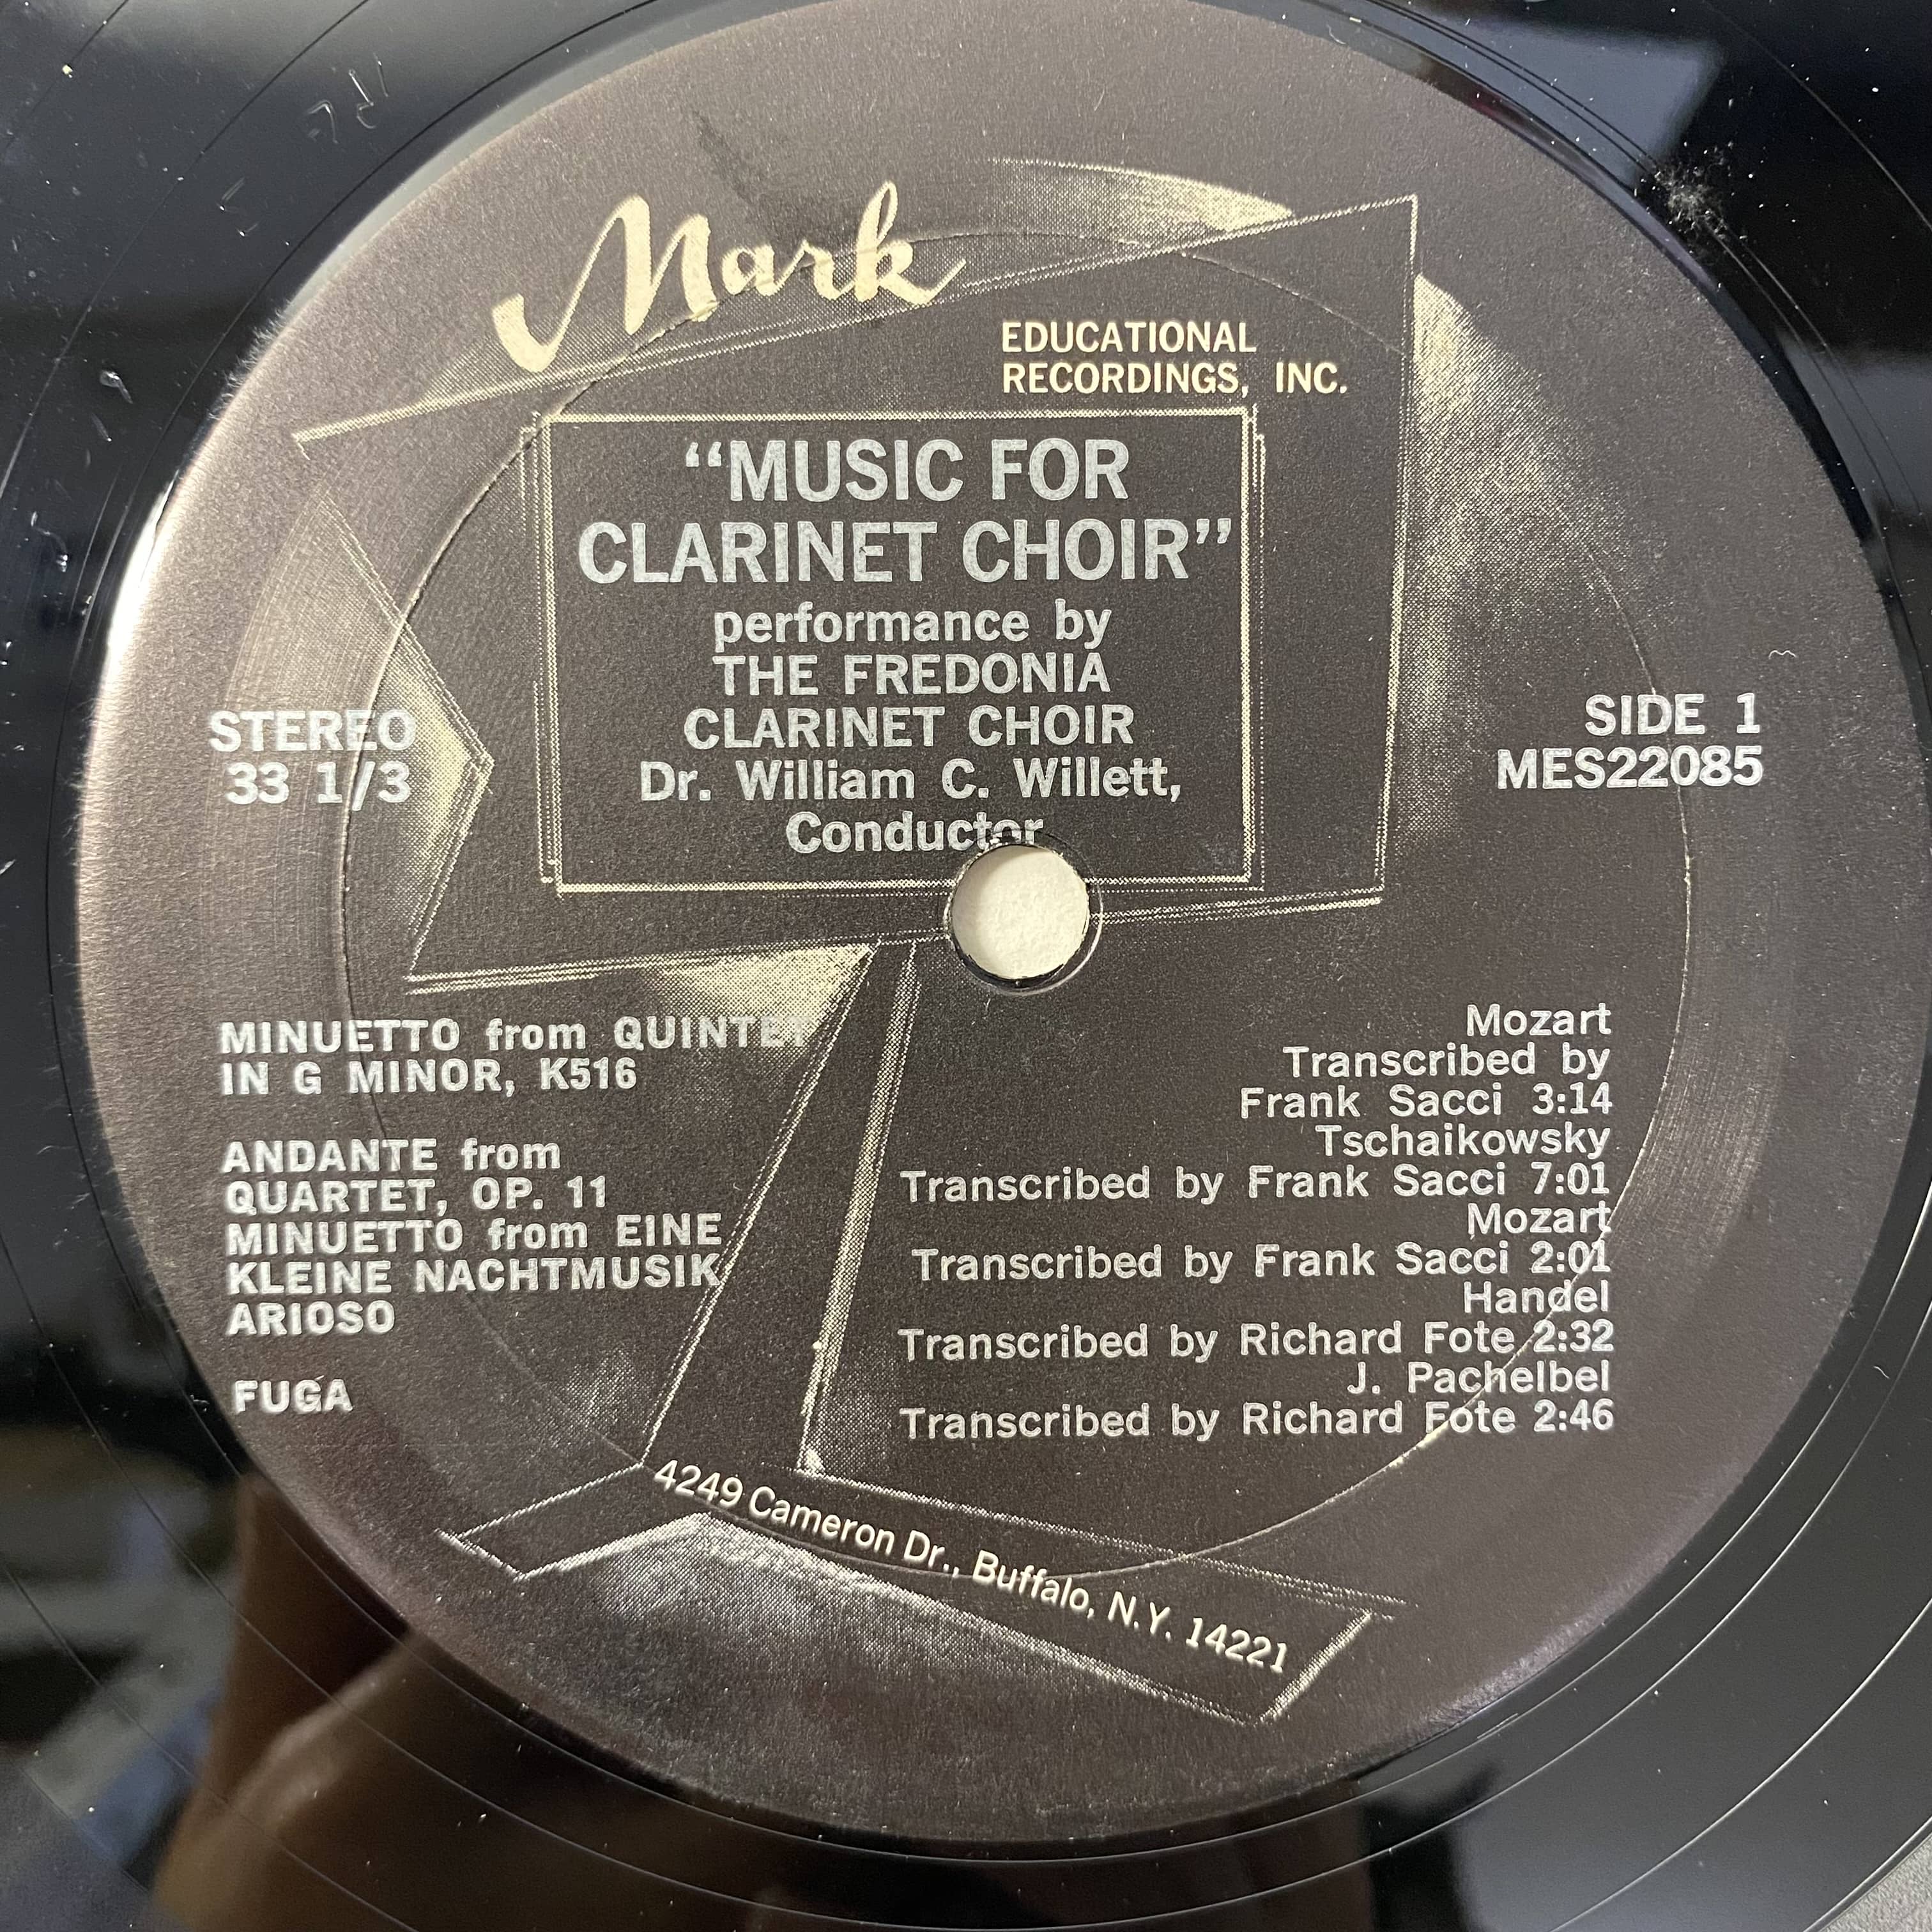 Mark
EDUCATIONAL
RECORDINGS, INC.
“MUSIC FOR
CLARINET CHOIR”
performance by
THE FREDONIA
CLARINET CHOIR
Dr. William C. Willett,
Conductor
STEREO
33 1/3
SIDE 1
MES22085
MINUETTO from QUINTET
IN G MINOR, K516
Mozart
Transcribed by
Frank Sacci 3:14
ANDANTE from
QUARTET, OP. 11
Tschaikowsky
Transcribed by Frank Sacci 7:01
MINUETTO from EINE
KLEINE NACHTMUSIK
Mozart
Transcribed by Frank Sacci 2:01
ARIOSO
Handel
Transcribed by Richard Fote 2:32
FUGA
J. Pachelbel
Transcribed by Richard Fote 2:46
4249 Cameron Dr., Buffalo, N.Y. 14221